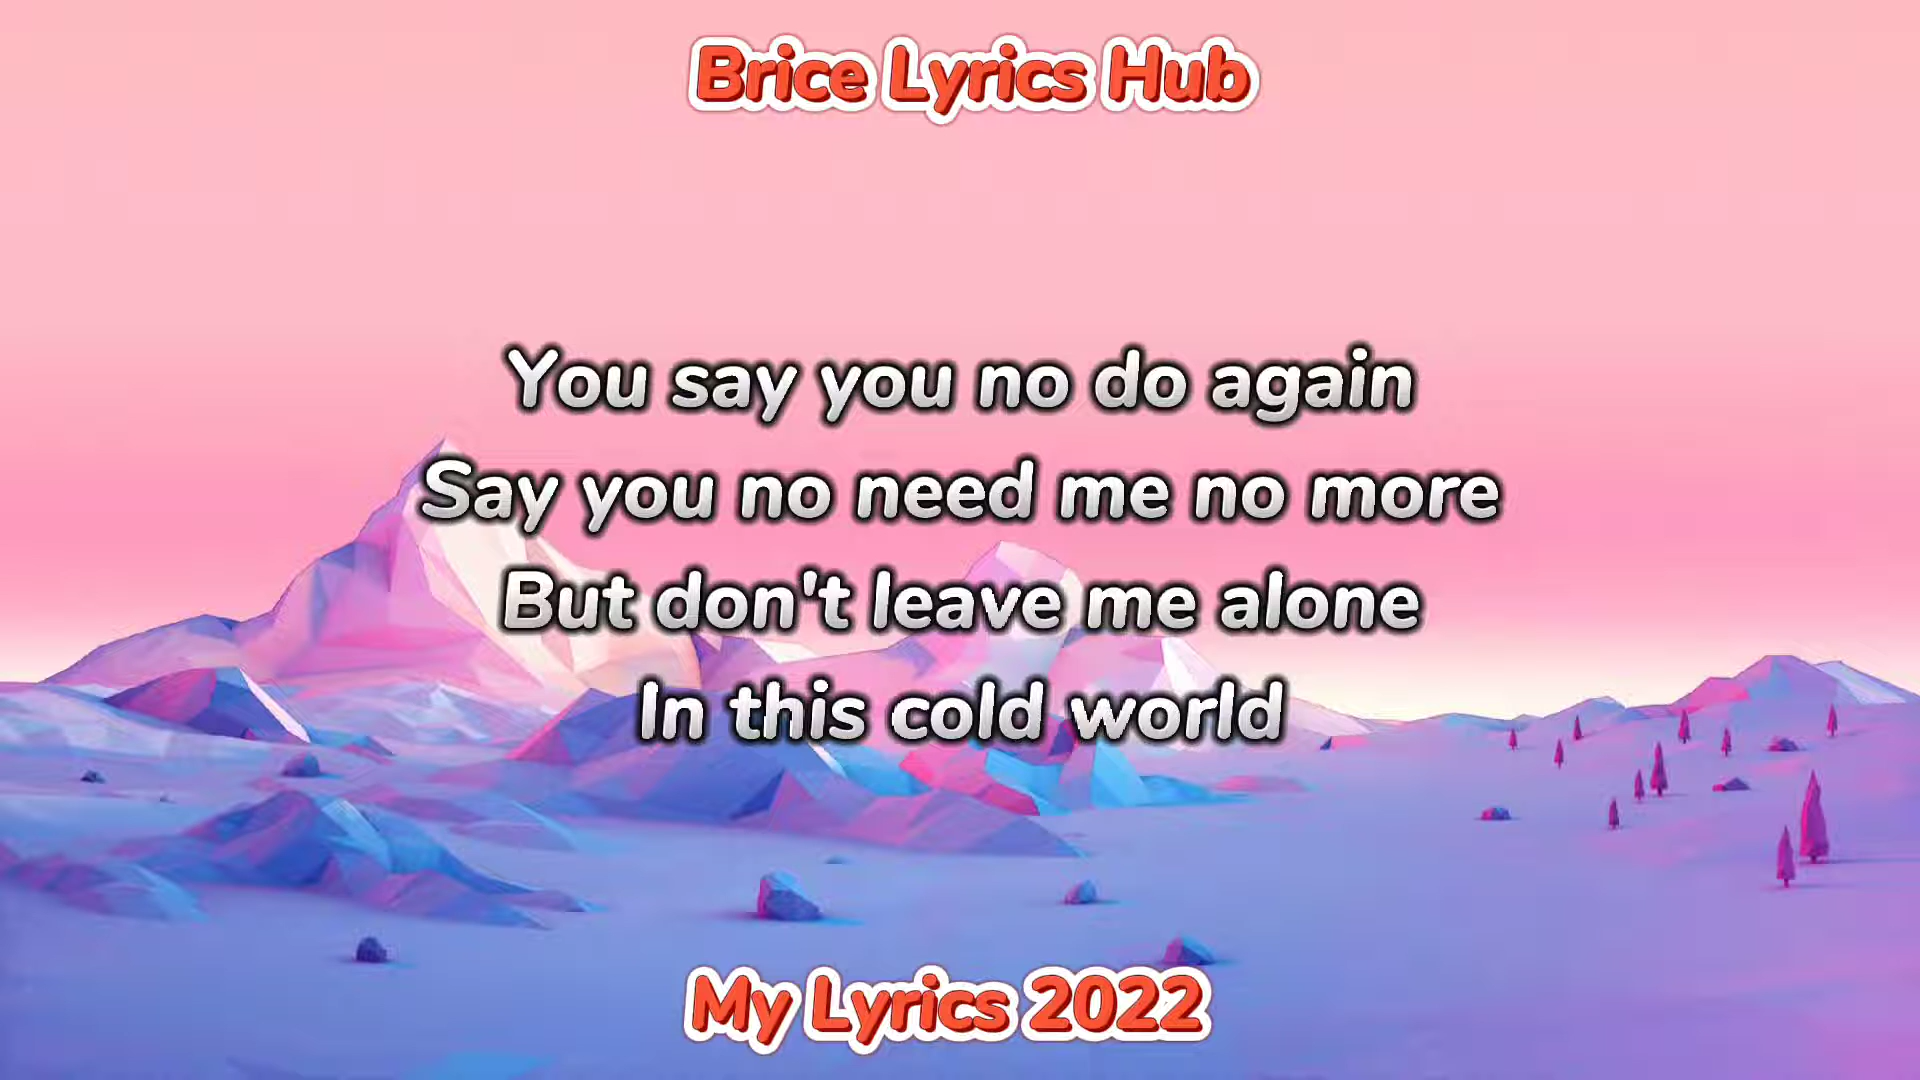 Brice Lyrics Hub
You say you no do again
Say you no need me no more
But don't leave me alone
In this cold world
My Lyrics 2022